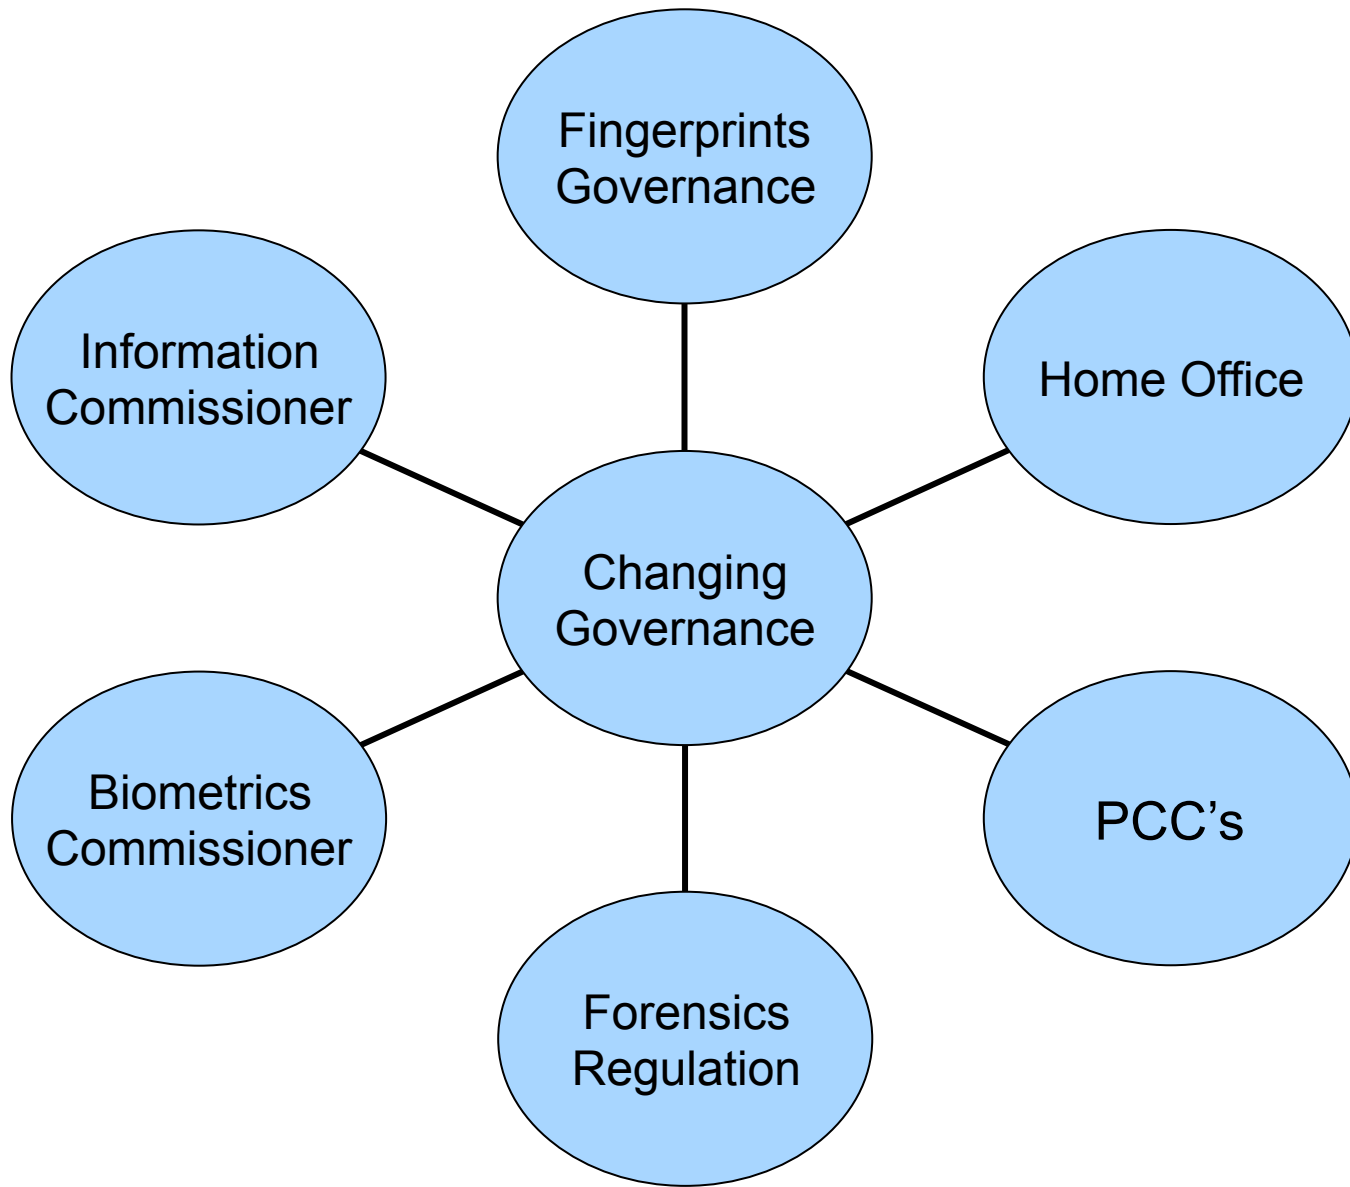 Fingerprints
Governance
Information
Commissioner
Home Office
Changing
Governance
Biometrics
Commissioner
PCC’s
Forensics
Regulation